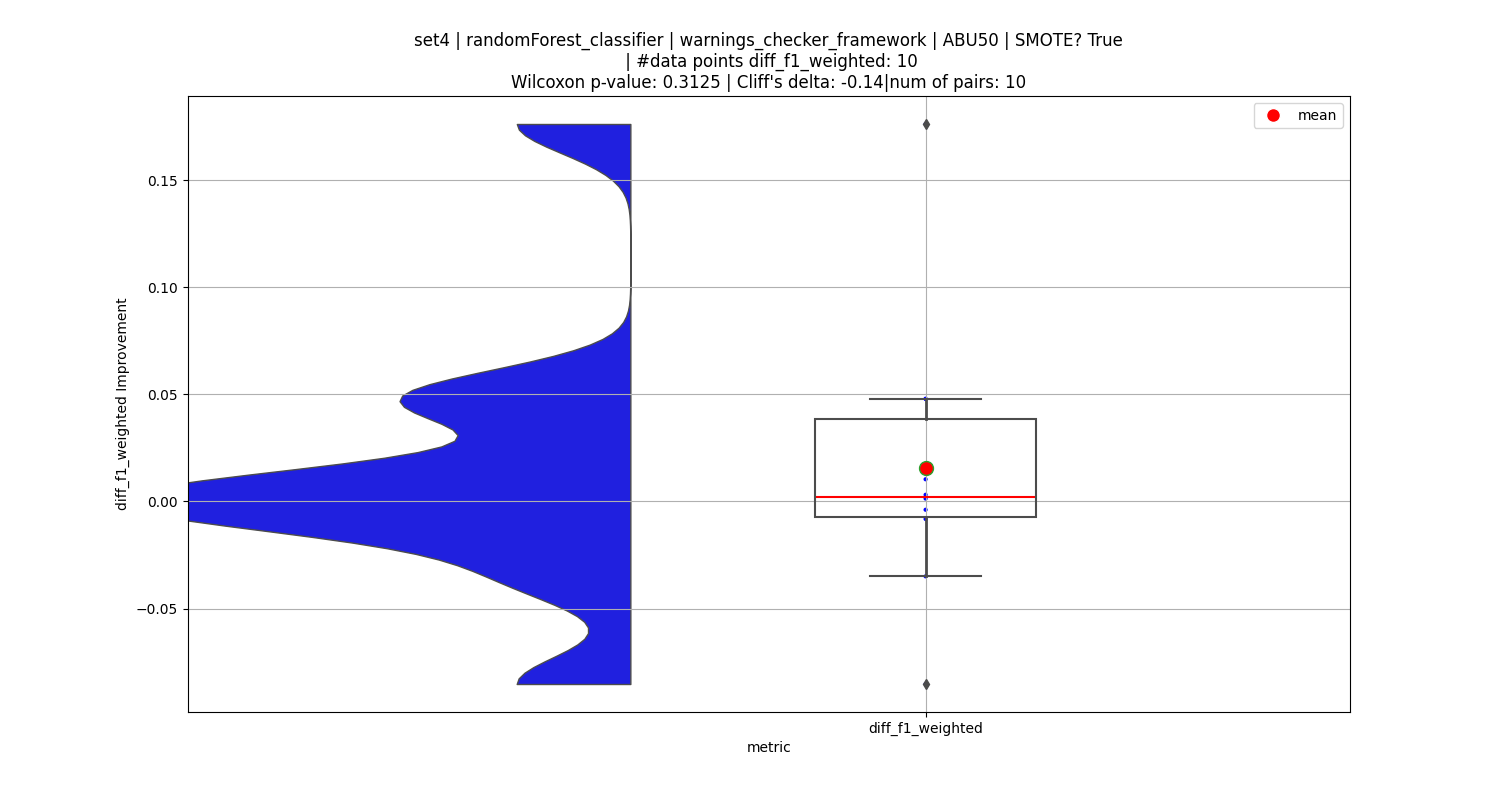 set4 | randomForest_classifier | warnings_checker_framework | ABU50 | SMOTE? True
| #data points diff_f1_weighted: 10
Wilcoxon p-value: 0.3125 | Cliff's delta: -0.14|num of pairs: 10
mean
0.15
0.10
0.05
0.00
−0.05
diff_f1_weighted Improvement
diff_f1_weighted
metric